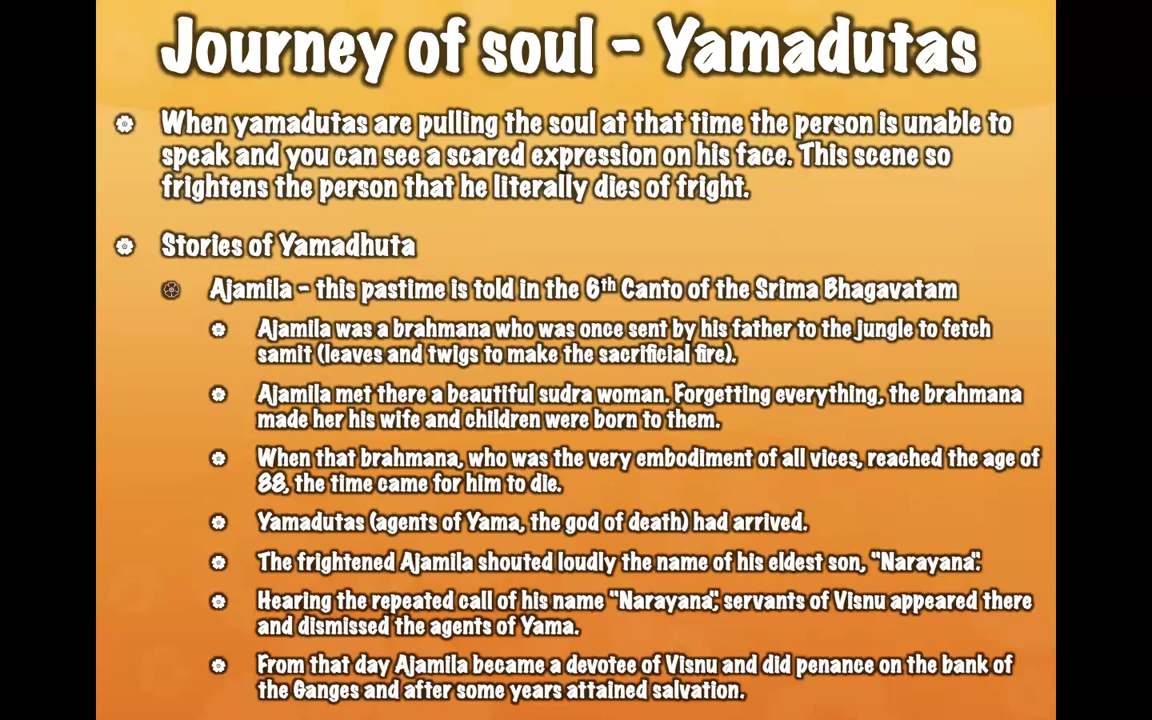 Journey of soul - Yamadutas
When yamadutas are pulling the soul at that time the person is unable to
speak and you can see a scared expression on his face. This scene so
frightens the person that he literally dies of fright.
Stories of Yamadhuta
Ajamila - this pastime is told in the 6th Canto of the Srima Bhagavatam
Ajamila was a brahmana who was once sent by his father to the jungle to fetch
samit (leaves and twigs to make the sacrificial fire).
Ajamila met there a beautiful sudra woman. Forgetting everything, the brahmana
made her his wife and children were born to them.
When that brahmana, who was the very embodiment of all vices, reached the age of
88, the time came for him to die.
Yamadutas (agents of Yama, the god of death) had arrived.
The frightened Ajamila shouted loudly the name of his eldest son, "Narayana".
Hearing the repeated call of his name "Narayana", servants of Visnu appeared there
and dismissed the agents of Yama.
From that day Ajamila became a devotee of Visnu and did penance on the bank of
the Ganges and after some years attained salvation.